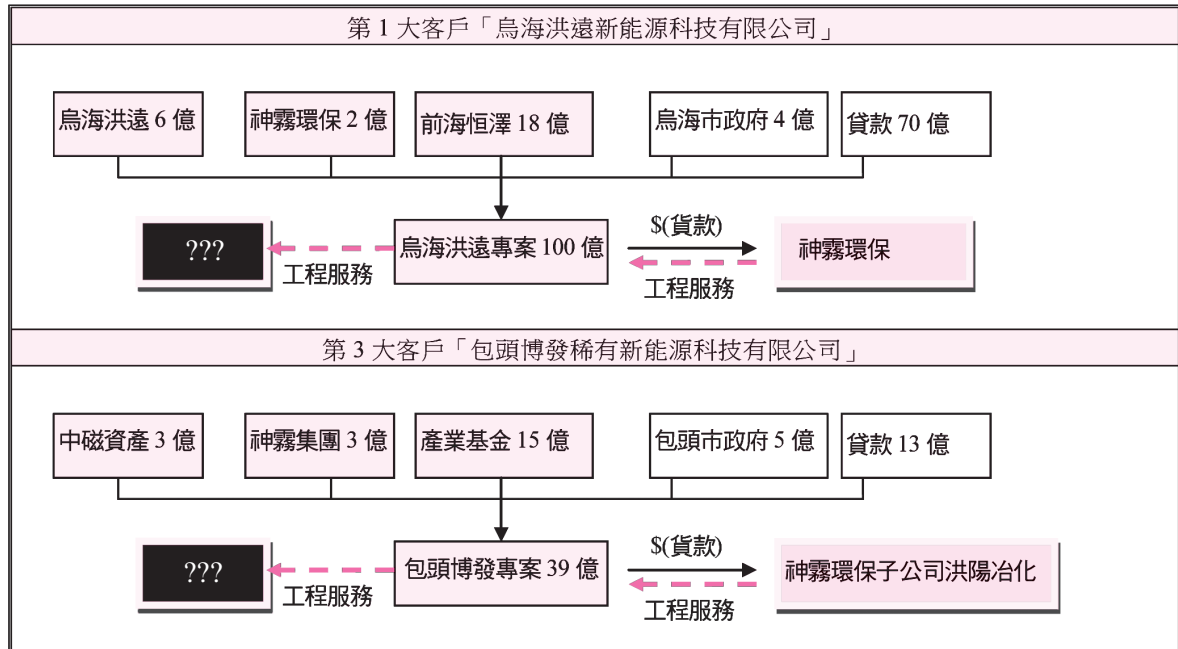 第 1 大客戶「烏海洪遠新能源科技有限公司」
烏海洪遠 6 億
神霧環保 2 億
前海恒澤 18 億
烏海市政府 4 億
貸款 70 億
???
工程服務
烏海洪遠專案 100 億
$(貨款)
工程服務
神霧環保
第 3 大客戶「包頭博發稀有新能源科技有限公司」
中磁資產 3 億
神霧集團 3 億
產業基金 15 億
包頭市政府 5 億
貸款 13 億
???
工程服務
包頭博發專案 39 億
$(貨款)
工程服務
神霧環保子公司洪陽冶化